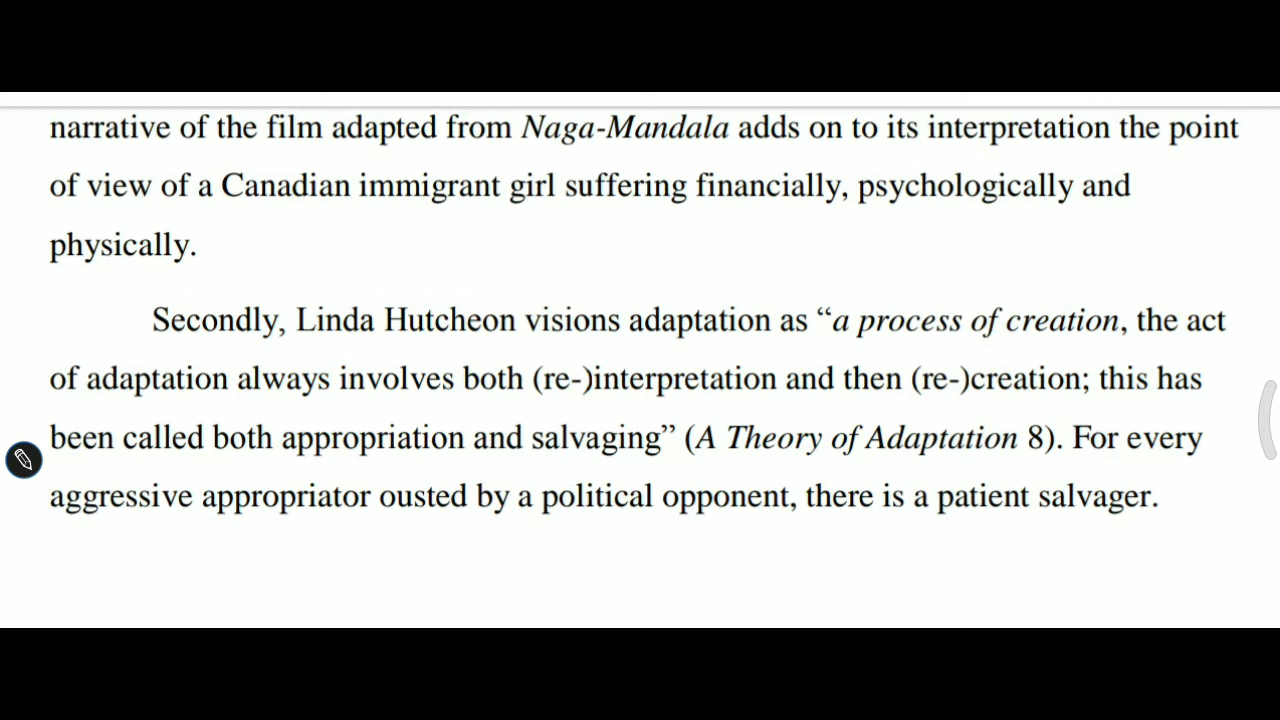 narrative of the film adapted from Naga-Mandala adds on to its interpretation the point
of view of a Canadian immigrant girl suffering financially, psychologically and
physically.
Secondly, Linda Hutcheon visions adaptation as “a process of creation, the act
of adaptation always involves both (re-)interpretation and then (re-)creation; this has
been called both appropriation and salvaging” (A Theory of Adaptation 8). For every
aggressive appropriator ousted by a political opponent, there is a patient salvager.